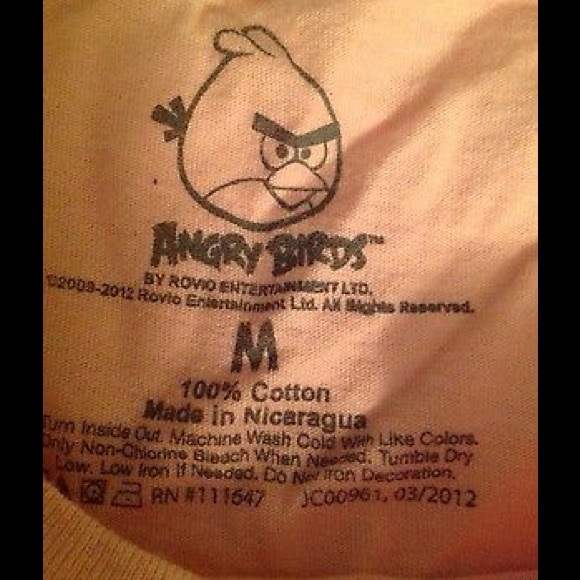 ANGRY BIRDS™
BY ROVIO ENTERTAINMENT LTD.
©2009-2012 Rovio Entertainment Ltd. All Rights Reserved.
M
100% Cotton
Made in Nicaragua
Turn Inside Out. Machine Wash Cold With Like Colors.
Only Non-Chlorine Bleach When Needed. Tumble Dry
Low. Low Iron If Needed. Do Not Iron Decoration.
RN #111647 JC00961, 03/2012